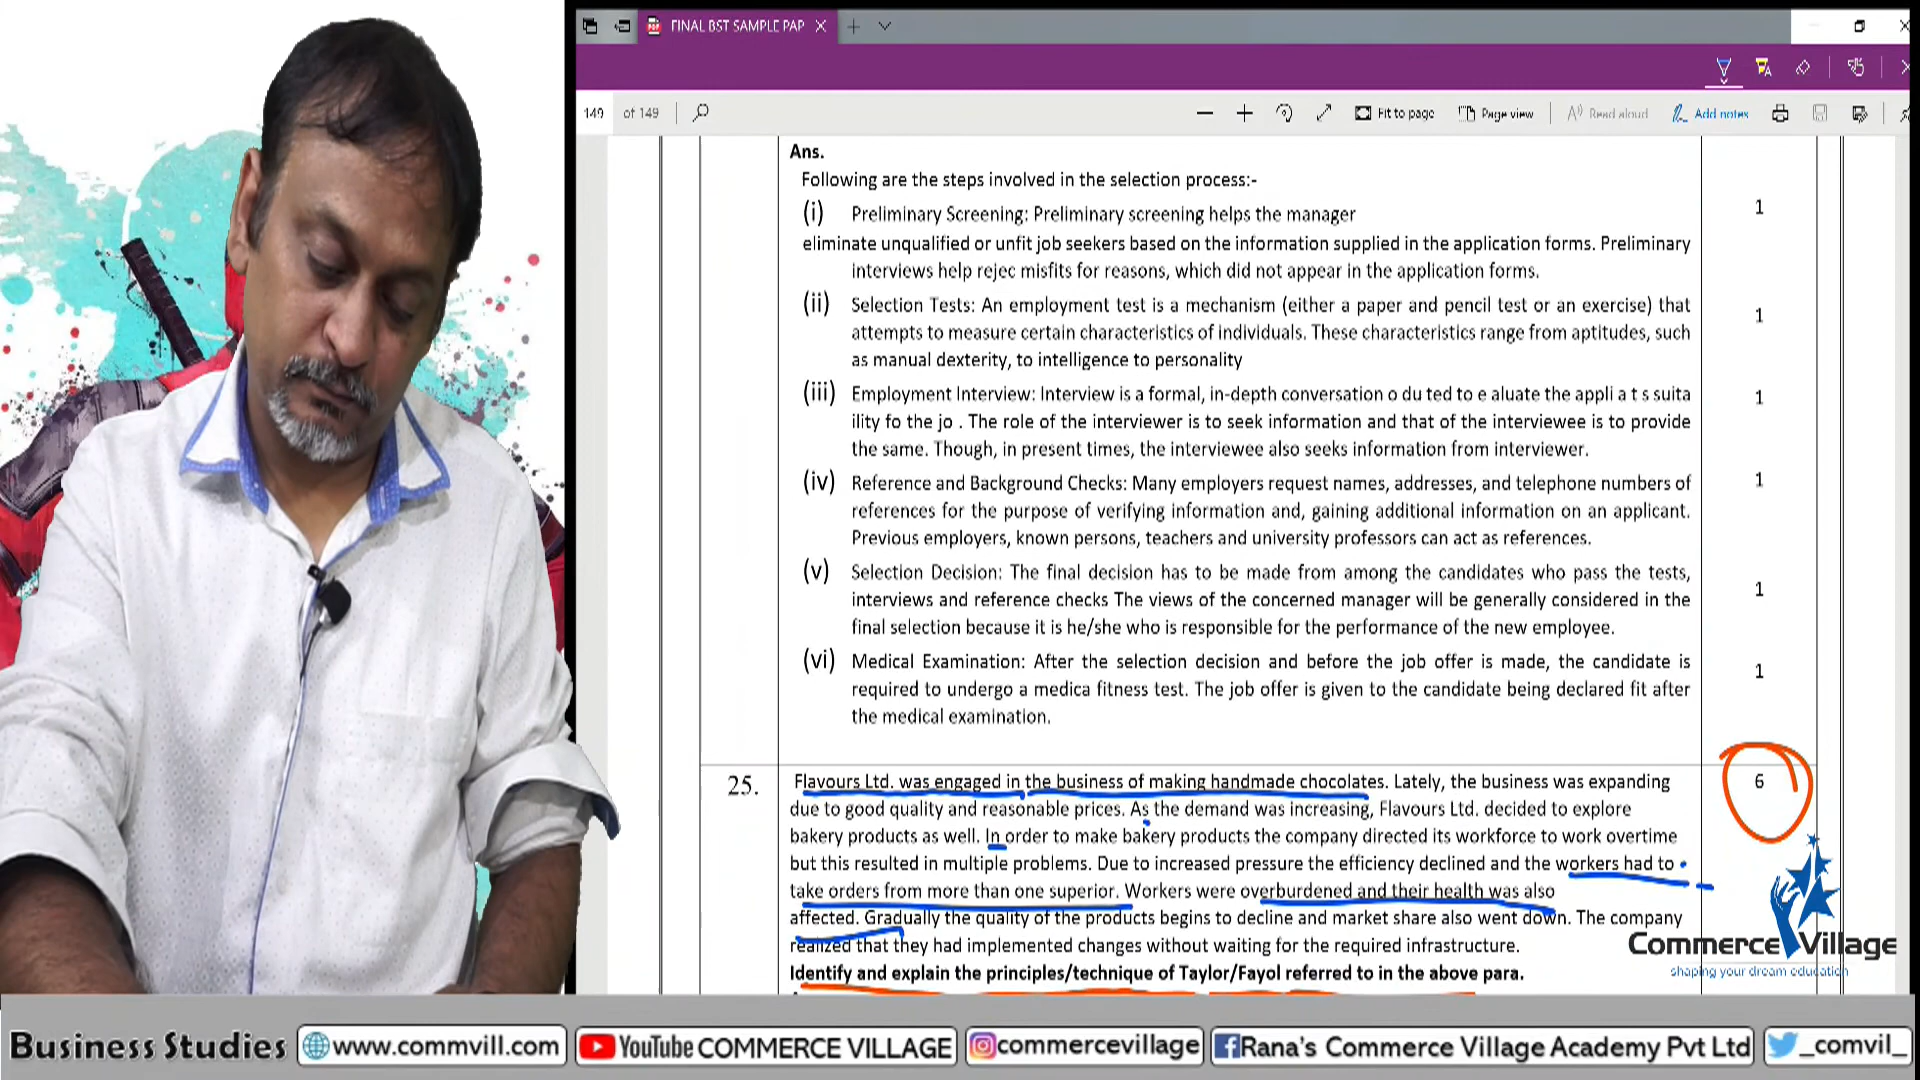 FINAL BST SAMPLE PAP
149 of 149
Fit to page
Page view
Read aloud
Add notes
Ans.
Following are the steps involved in the selection process:-
(i) Preliminary Screening: Preliminary screening helps the manager 1
eliminate unqualified or unfit job seekers based on the information supplied in the application forms. Preliminary
interviews help rejec misfits for reasons, which did not appear in the application forms.
(ii) Selection Tests: An employment test is a mechanism (either a paper and pencil test or an exercise) that 1
attempts to measure certain characteristics of individuals. These characteristics range from aptitudes, such
as manual dexterity, to intelligence to personality
(iii) Employment Interview: Interview is a formal, in-depth conversation o du ted to e aluate the appli a t s suita 1
ility fo the jo . The role of the interviewer is to seek information and that of the interviewee is to provide
the same. Though, in present times, the interviewee also seeks information from interviewer.
(iv) Reference and Background Checks: Many employers request names, addresses, and telephone numbers of 1
references for the purpose of verifying information and, gaining additional information on an applicant.
Previous employers, known persons, teachers and university professors can act as references.
(v) Selection Decision: The final decision has to be made from among the candidates who pass the tests, 1
interviews and reference checks The views of the concerned manager will be generally considered in the
final selection because it is he/she who is responsible for the performance of the new employee.
(vi) Medical Examination: After the selection decision and before the job offer is made, the candidate is 1
required to undergo a medica fitness test. The job offer is given to the candidate being declared fit after
the medical examination.
25. Flavours Ltd. was engaged in the business of making handmade chocolates. Lately, the business was expanding 6
due to good quality and reasonable prices. As the demand was increasing, Flavours Ltd. decided to explore
bakery products as well. In order to make bakery products the company directed its workforce to work overtime
but this resulted in multiple problems. Due to increased pressure the efficiency declined and the workers had to
take orders from more than one superior. Workers were overburdened and their health was also
affected. Gradually the quality of the products begins to decline and market share also went down. The company
realized that they had implemented changes without waiting for the required infrastructure.
Identify and explain the principles/technique of Taylor/Fayol referred to in the above para.
Commerce Village
shaping your dream education
Business Studies
www.commvill.com
YouTube COMMERCE VILLAGE
commercevillage
Rana's Commerce Village Academy Pvt Ltd
_comvil_